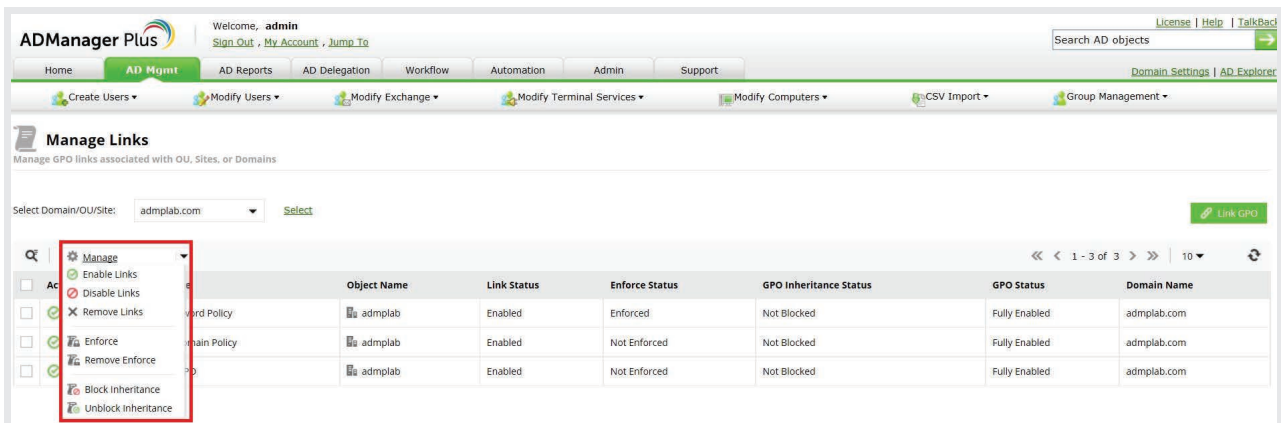 License | Help | TalkBack
ADManager Plus
Welcome, admin
Sign Out , My Account , Jump To
Search AD objects
Home AD Mgmt AD Reports AD Delegation Workflow Automation Admin Support
Domain Settings | AD Explorer
Create Users Modify Users Modify Exchange Modify Terminal Services Modify Computers CSV Import Group Management
Manage Links
Manage GPO links associated with OU, Sites, or Domains
Select Domain/OU/Site: admplab.com Select
Link GPO
Manage
1 - 3 of 3 10
Enable Links
Disable Links
Remove Links
Enforce
Remove Enforce
Block Inheritance
Unblock Inheritance
Object Name Link Status Enforce Status GPO Inheritance Status GPO Status Domain Name
Policy admplab Enabled Enforced Not Blocked Fully Enabled admplab.com
Policy admplab Enabled Not Enforced Not Blocked Fully Enabled admplab.com
admplab Enabled Not Enforced Not Blocked Fully Enabled admplab.com